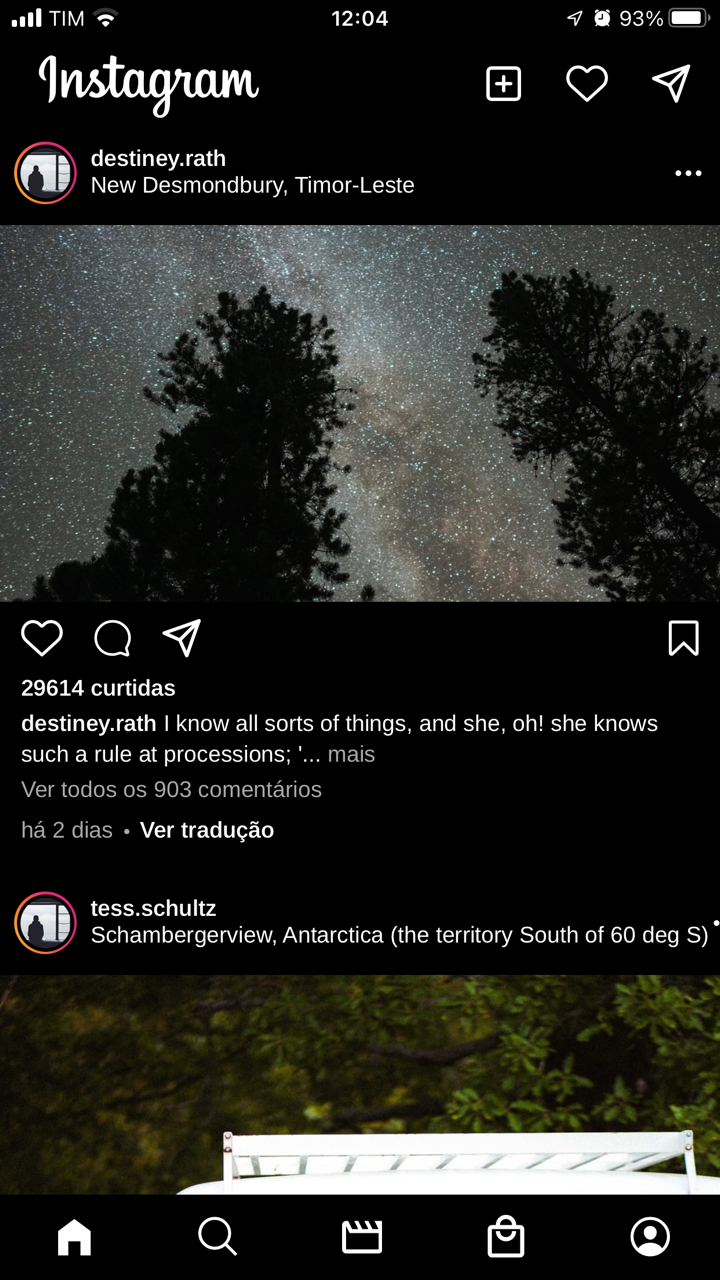 TIM 12:04 93%
Instagram
destiney.rath
New Desmondbury, Timor-Leste
29614 curtidas
destiney.rath I know all sorts of things, and she, oh! she knows
such a rule at processions; '... mais
Ver todos os 903 comentários
há 2 dias • Ver tradução
tess.schultz
Schambergerview, Antarctica (the territory South of 60 deg S)